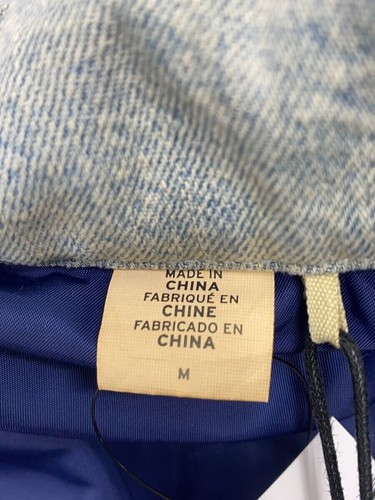 MADE IN
CHINA
FABRIQUÉ EN
CHINE
FABRICADO EN
CHINA
M